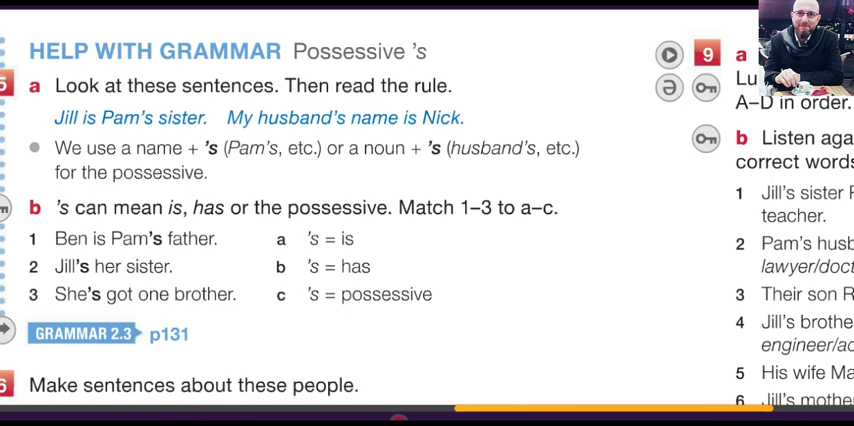 HELP WITH GRAMMAR Possessive 's
5 a Look at these sentences. Then read the rule.
Jill is Pam's sister. My husband's name is Nick.
● We use a name + 's (Pam's, etc.) or a noun + 's (husband's, etc.)
for the possessive.
b 's can mean is, has or the possessive. Match 1–3 to a–c.
1 Ben is Pam's father. a 's = is
2 Jill's her sister. b 's = has
3 She's got one brother. c 's = possessive
GRAMMAR 2.3 p131
6 Make sentences about these people.
9 a
Lu
ə
A–D in order.
b Listen aga
correct words
1 Jill's sister
teacher.
2 Pam's husb
lawyer/doct
3 Their son R
4 Jill's brothe
engineer/ac
5 His wife Ma
6 Jill's mothe